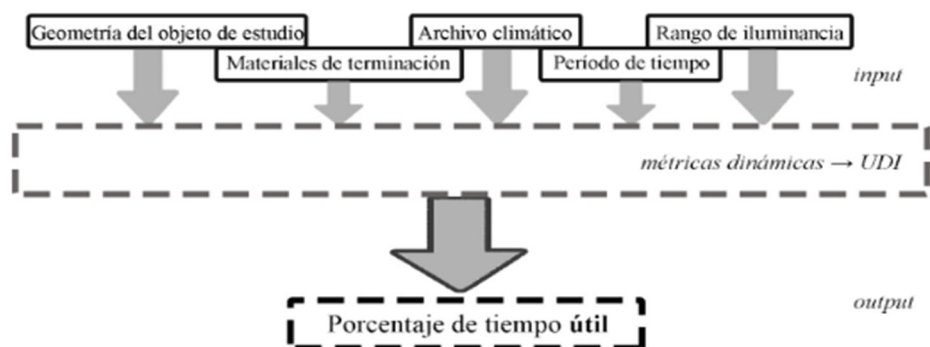 Geometría del objeto de estudio
Archivo climático
Rango de iluminancia
Materiales de terminación
Período de tiempo
input
métricas dinámicas → UDI
output
Porcentaje de tiempo útil